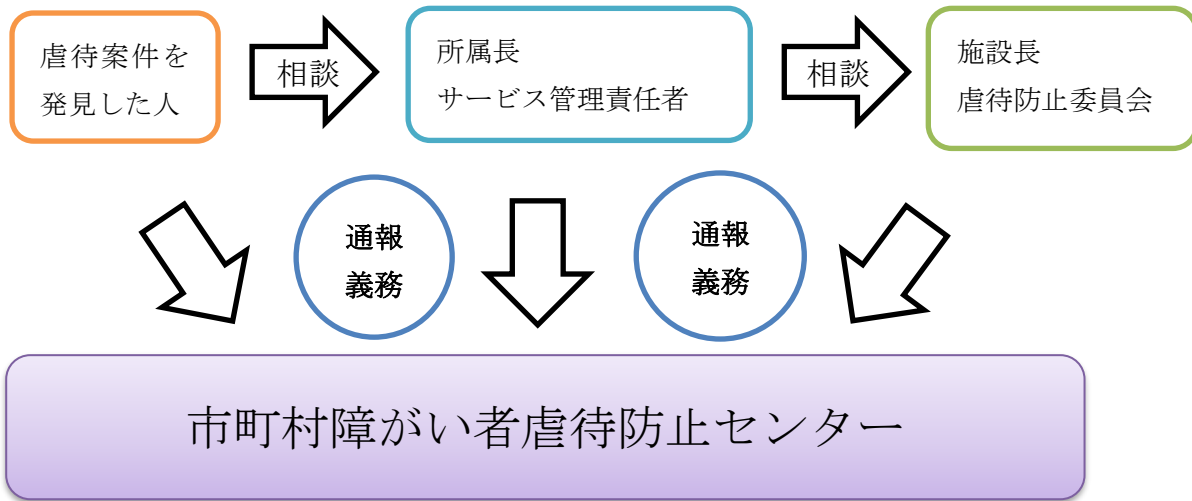 虐待案件を
発見した人
相談
所属長
サービス管理責任者
相談
施設長
虐待防止委員会
通報
義務
通報
義務
市町村障がい者虐待防止センター